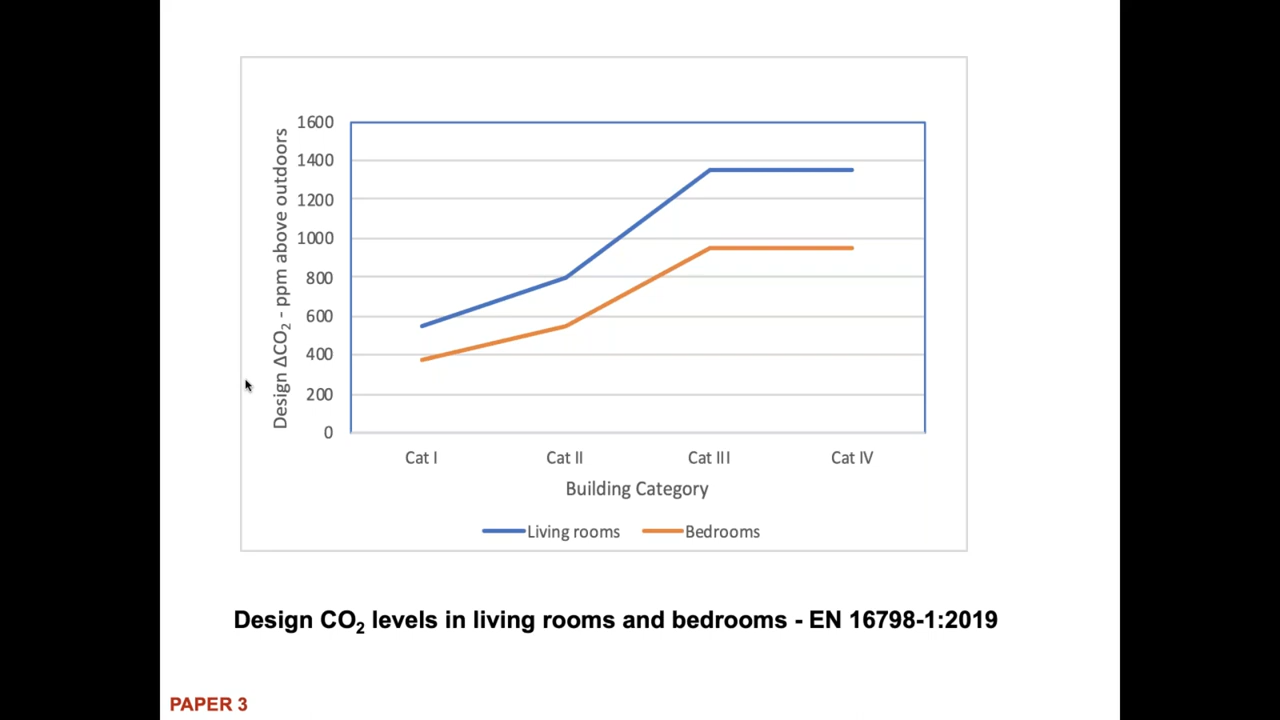 1600
1400
1200
1000
800
600
400
200
0
Design ΔCO₂ - ppm above outdoors
Cat I Cat II Cat III Cat IV
Building Category
Living rooms Bedrooms
Design CO₂ levels in living rooms and bedrooms - EN 16798-1:2019
PAPER 3